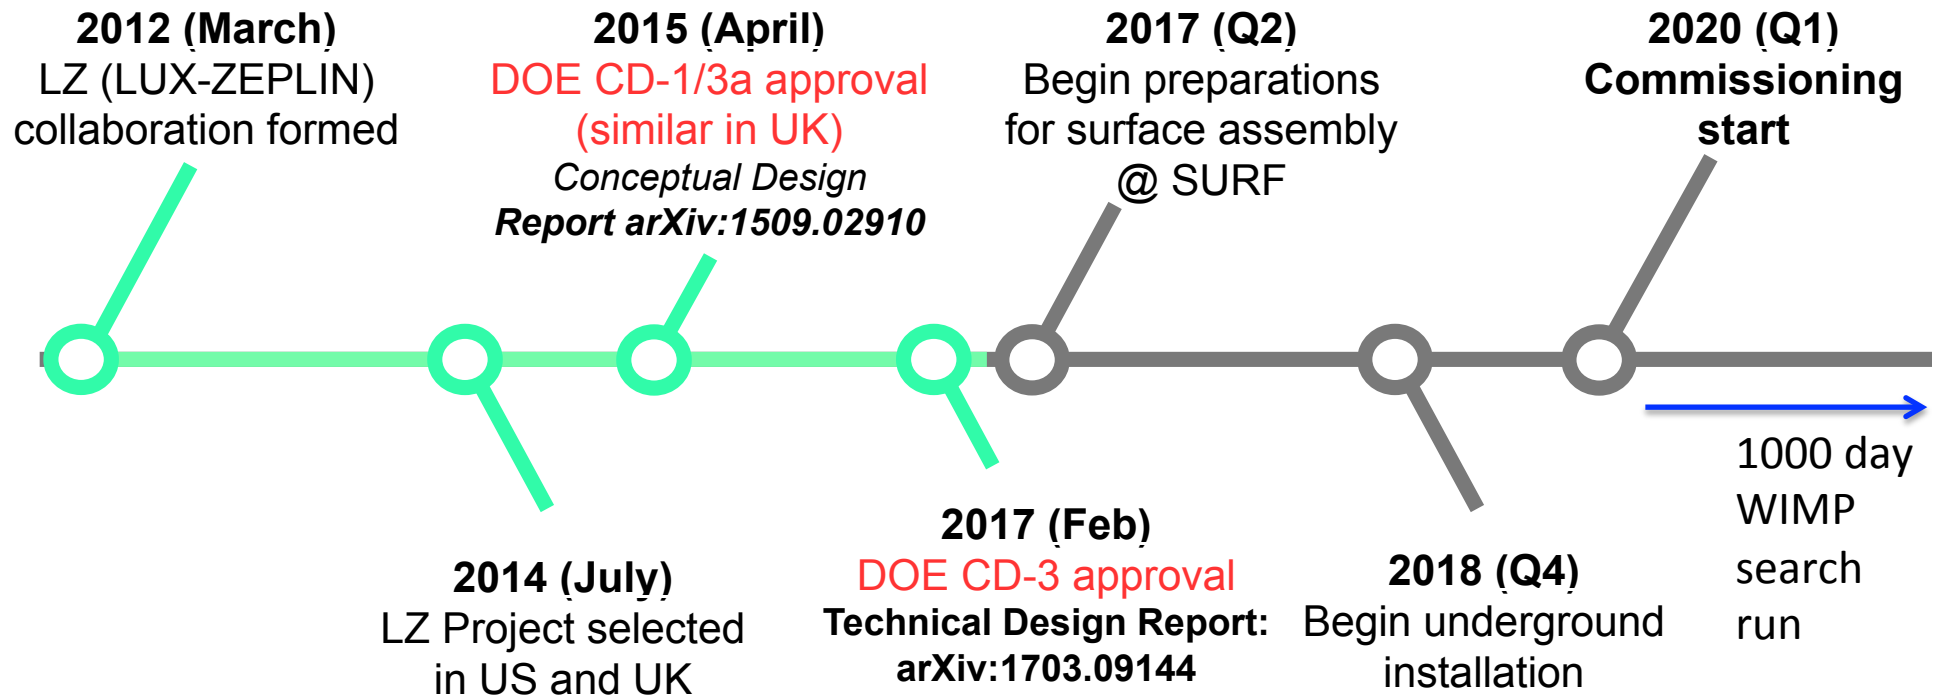 2012 (March)
LZ (LUX-ZEPLIN)
collaboration formed
2015 (April)
DOE CD-1/3a approval
(similar in UK)
Conceptual Design
Report arXiv:1509.02910
2017 (Q2)
Begin preparations
for surface assembly
@ SURF
2020 (Q1)
Commissioning
start
2014 (July)
LZ Project selected
in US and UK
2017 (Feb)
DOE CD-3 approval
Technical Design Report:
arXiv:1703.09144
2018 (Q4)
Begin underground
installation
1000 day
WIMP
search
run